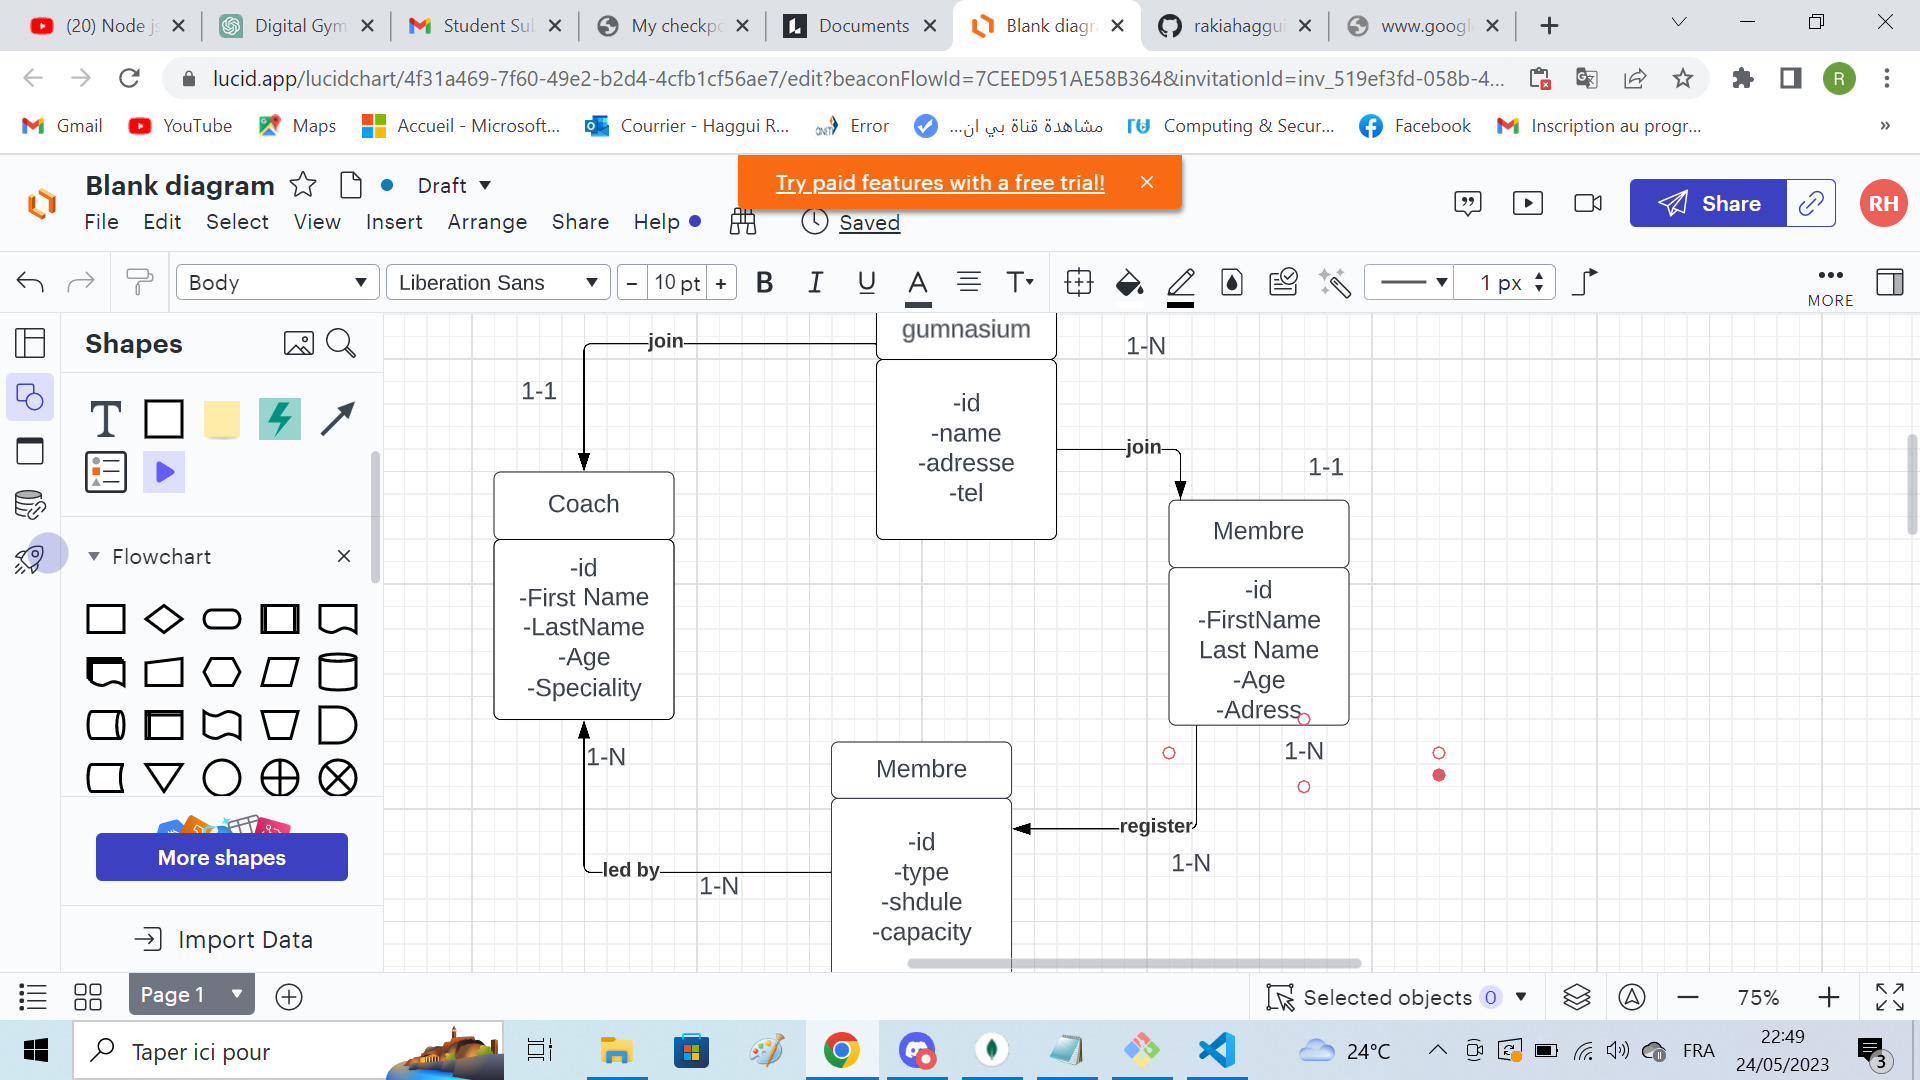 (20) Node js
Digital Gym
Student Sub
My checkpo
Documents
Blank diagra
rakiahaggui
www.google
lucid.app/lucidchart/4f31a469-7f60-49e2-b2d4-4cfb1cf56ae7/edit?beaconFlowId=7CEED951AE58B364&invitationId=inv_519ef3fd-058b-4...
R
Gmail
YouTube
Maps
Accueil - Microsoft...
Courrier - Haggui R...
Error
مشاهدة قناة بي ان...
Computing & Secur...
Facebook
Inscription au progr...
»
Blank diagram
Draft
Try paid features with a free trial!
File Edit Select View Insert Arrange Share Help
Saved
Share
RH
Body
Liberation Sans
- 10 pt +
B I U A T
1 px
MORE
Shapes
T
Flowchart
More shapes
Import Data
join
gumnasium
1-N
1-1
-id
-name
-adresse
-tel
join
1-1
Coach
-id
-First Name
-LastName
-Age
-Speciality
Membre
-id
-FirstName
Last Name
-Age
-Adress
1-N
1-N
Membre
-id
-type
-shdule
-capacity
register
1-N
led by
1-N
Page 1
Selected objects 0
75%
Taper ici pour
24°C
FRA
22:49
24/05/2023
3